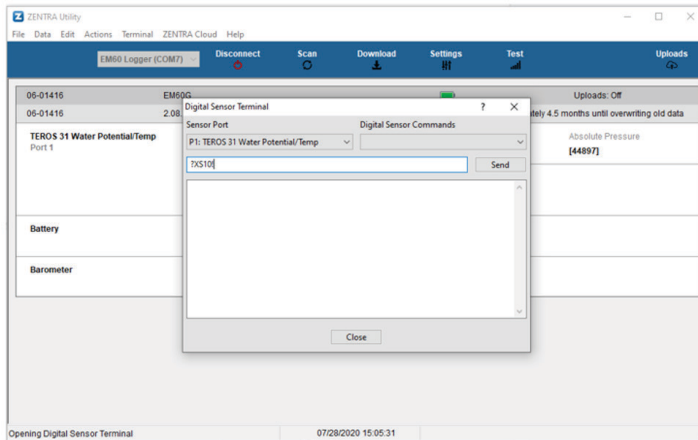 ZENTRA Utility
File Data Edit Actions Terminal ZENTRA Cloud Help
EM60 Logger (COM7) Disconnect Scan Download Settings Test Uploads
06-01416 EM60G Uploads: Off
06-01416 2.08. tely 4.5 months until overwriting old data
Digital Sensor Terminal ? X
Sensor Port Digital Sensor Commands
P1: TEROS 31 Water Potential/Temp
?XS10! Send
TEROS 31 Water Potential/Temp Absolute Pressure
Port 1 [44897]
Battery
Barometer
Close
Opening Digital Sensor Terminal 07/28/2020 15:05:31